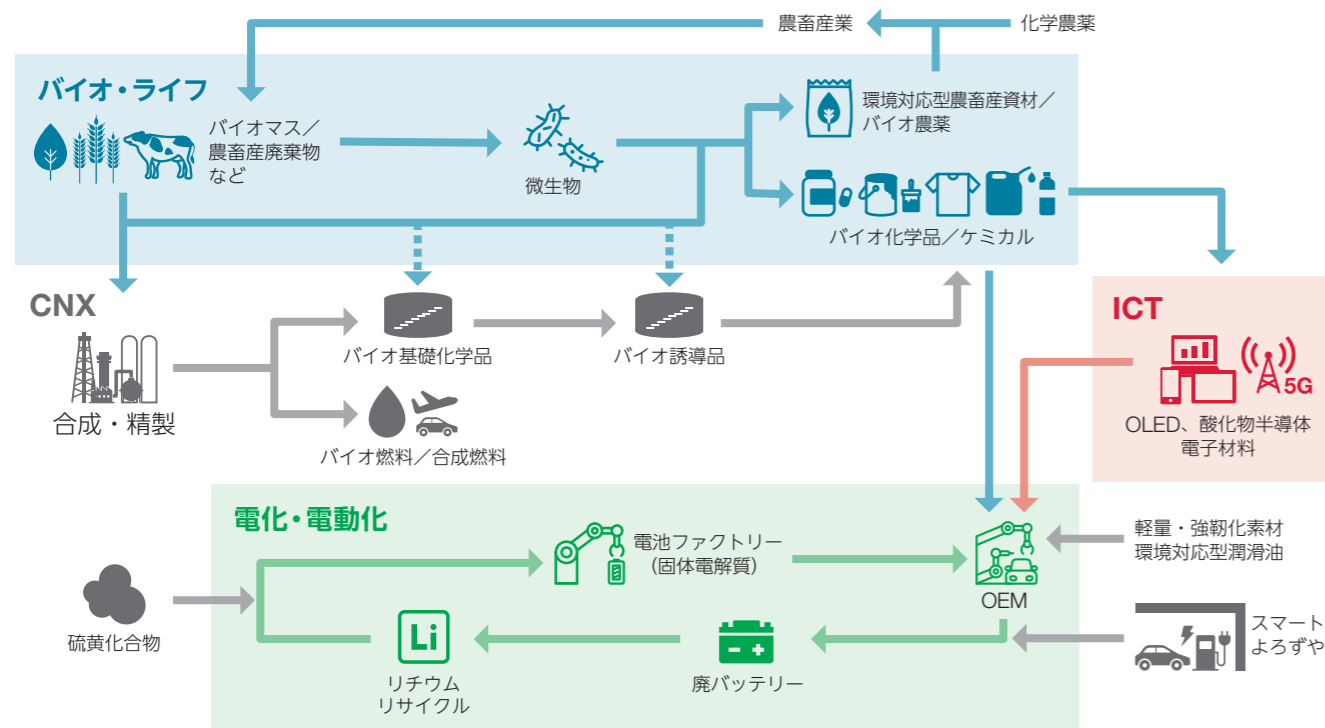 農畜産業
化学農薬
バイオ・ライフ
バイオマス／
農畜産廃棄物
など
微生物
環境対応型農畜産資材／
バイオ農薬
バイオ化学品／ケミカル
CNX
合成・精製
バイオ基礎化学品
バイオ誘導品
バイオ燃料／合成燃料
ICT
5G
OLED、酸化物半導体
電子材料
電化・電動化
電池ファクトリー
（固体電解質）
OEM
軽量・強靭化素材
環境対応型潤滑油
硫黄化合物
Li
リチウム
リサイクル
廃バッテリー
スマート
よろずや